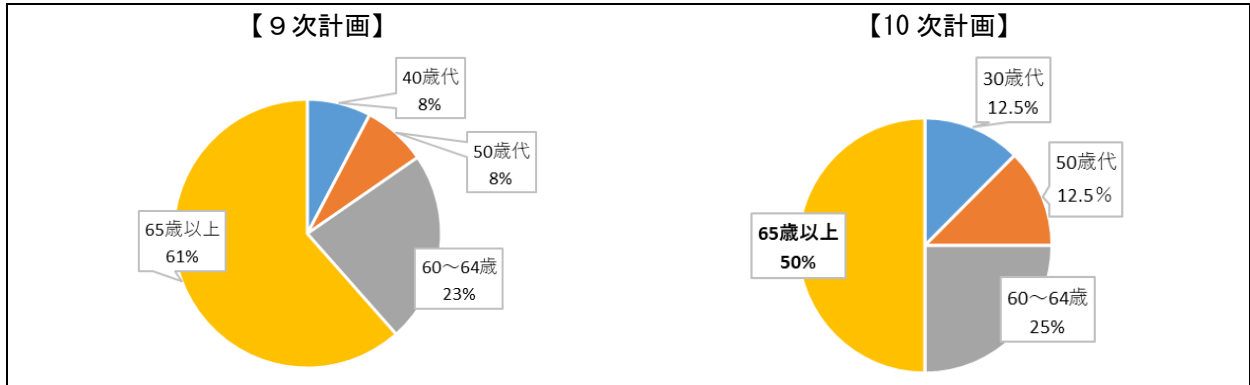 【９次計画】
40歳代
8%
50歳代
8%
60～64歳
23%
65歳以上
61%
【10次計画】
30歳代
12.5%
50歳代
12.5％
60～64歳
25%
65歳以上
50%